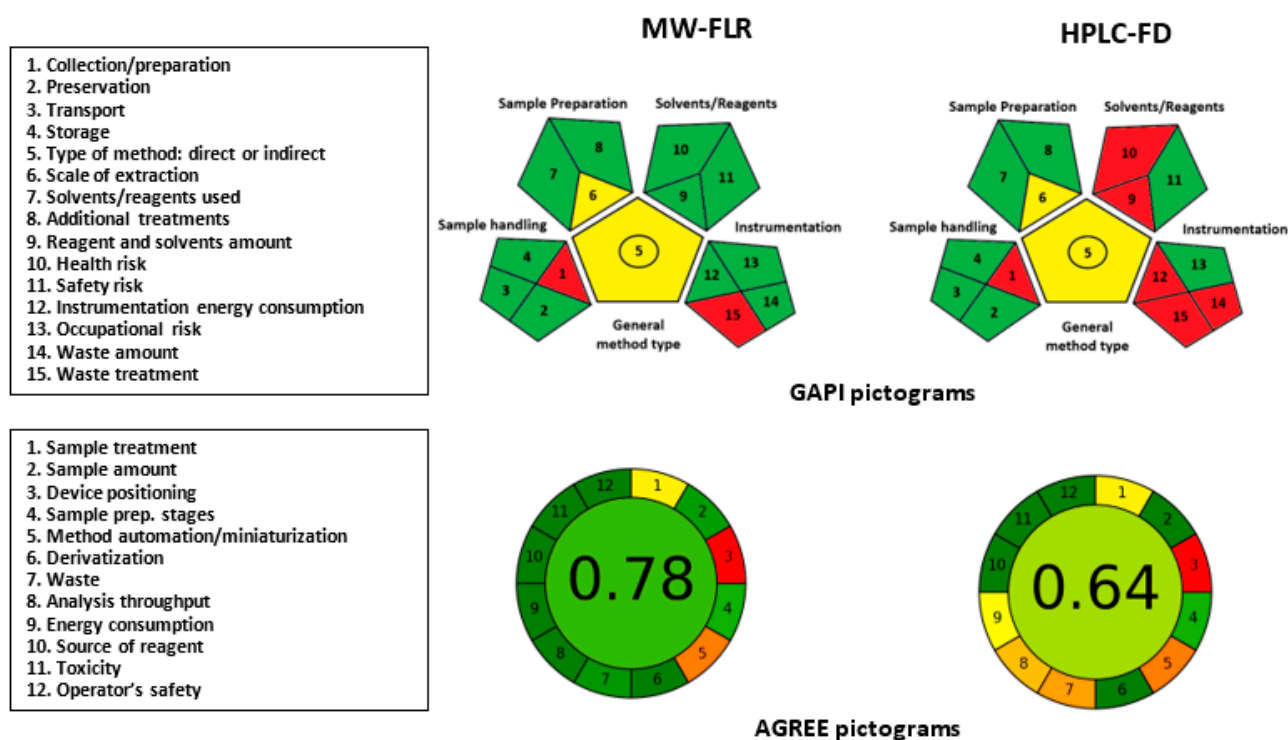 MW-FLR
HPLC-FD
1. Collection/preparation
2. Preservation
3. Transport
4. Storage
5. Type of method: direct or indirect
6. Scale of extraction
7. Solvents/reagents used
8. Additional treatments
9. Reagent and solvents amount
10. Health risk
11. Safety risk
12. Instrumentation energy consumption
13. Occupational risk
14. Waste amount
15. Waste treatment
Sample Preparation
Solvents/Reagents
8
10
7
11
6
9
Sample handling
Instrumentation
4
5
13
1
12
3
14
2
15
General
method type
Sample Preparation
Solvents/Reagents
8
10
7
11
6
9
Sample handling
Instrumentation
4
5
13
1
12
3
14
2
15
General
method type
GAPI pictograms
1. Sample treatment
2. Sample amount
3. Device positioning
4. Sample prep. stages
5. Method automation/miniaturization
6. Derivatization
7. Waste
8. Analysis throughput
9. Energy consumption
10. Source of reagent
11. Toxicity
12. Operator's safety
12
1
11
2
10
3
0.78
9
4
8
5
7
6
12
1
11
2
10
3
0.64
9
4
8
5
7
6
AGREE pictograms